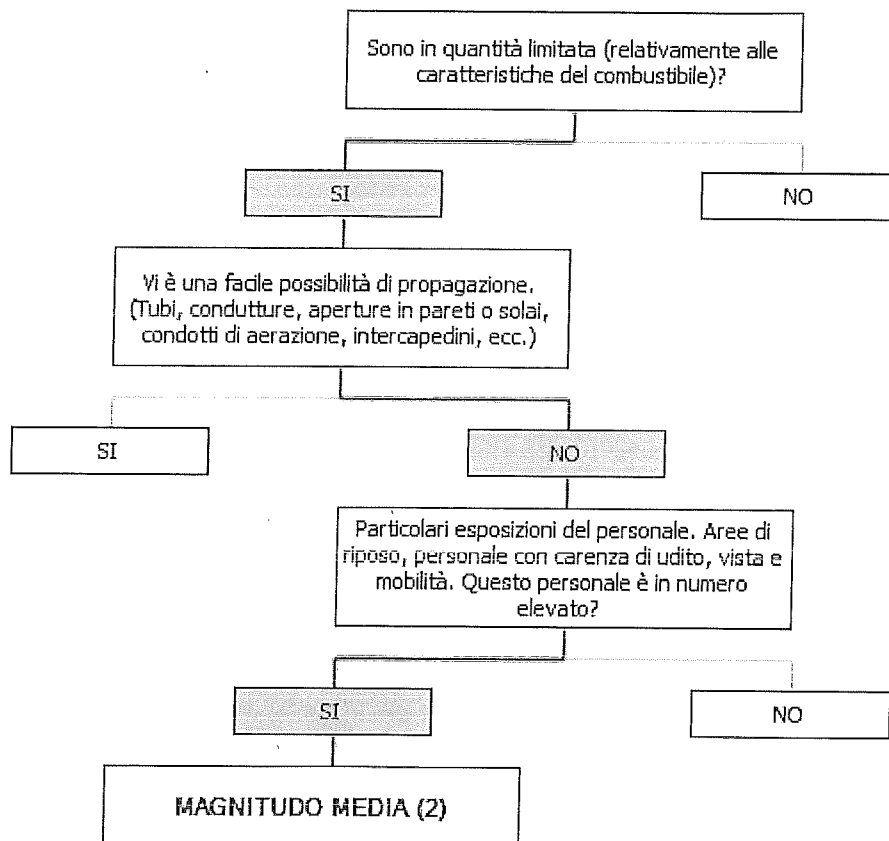 Sono in quantità limitata (relativamente alle
caratteristiche del combustibile)?
SI
NO
Vi è una facile possibilità di propagazione.
(Tubi, condutture, aperture in pareti o solai,
condotti di aerazione, intercapedini, ecc.)
SI
NO
Particolari esposizioni del personale. Aree di
riposo, personale con carenza di udito, vista e
mobilità. Questo personale è in numero
elevato?
SI
NO
MAGNITUDO MEDIA (2)